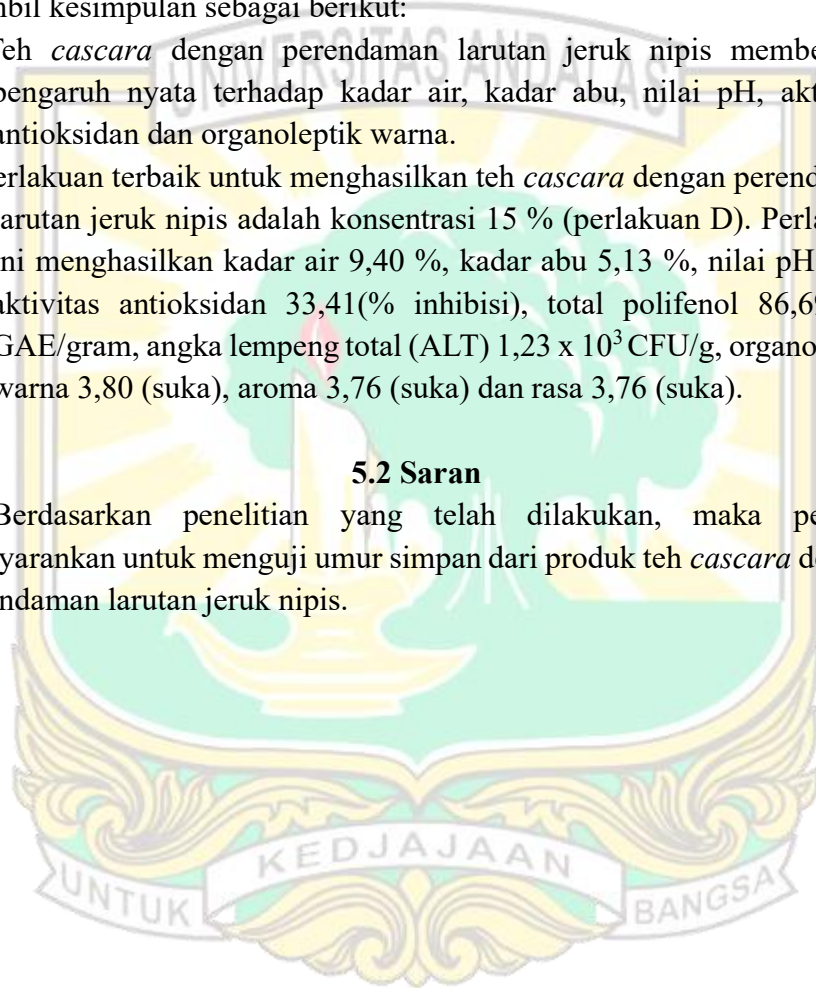 mbil kesimpulan sebagai berikut:
UNIVERSITAS ANDALAS
Teh cascara dengan perendaman larutan jeruk nipis membe
pengaruh nyata terhadap kadar air, kadar abu, nilai pH, akt
antioksidan dan organoleptik warna.
erlakuan terbaik untuk menghasilkan teh cascara dengan perend
larutan jeruk nipis adalah konsentrasi 15 % (perlakuan D). Perla
ini menghasilkan kadar air 9,40 %, kadar abu 5,13 %, nilai pH
aktivitas antioksidan 33,41(% inhibisi), total polifenol 86,69
GAE/gram, angka lempeng total (ALT) 1,23 x 10³ CFU/g, organo
warna 3,80 (suka), aroma 3,76 (suka) dan rasa 3,76 (suka).
5.2 Saran
Berdasarkan penelitian yang telah dilakukan, maka pe
yarankan untuk menguji umur simpan dari produk teh cascara de
ndaman larutan jeruk nipis.
KEDJAJAAN
UNTUK
BANGSA